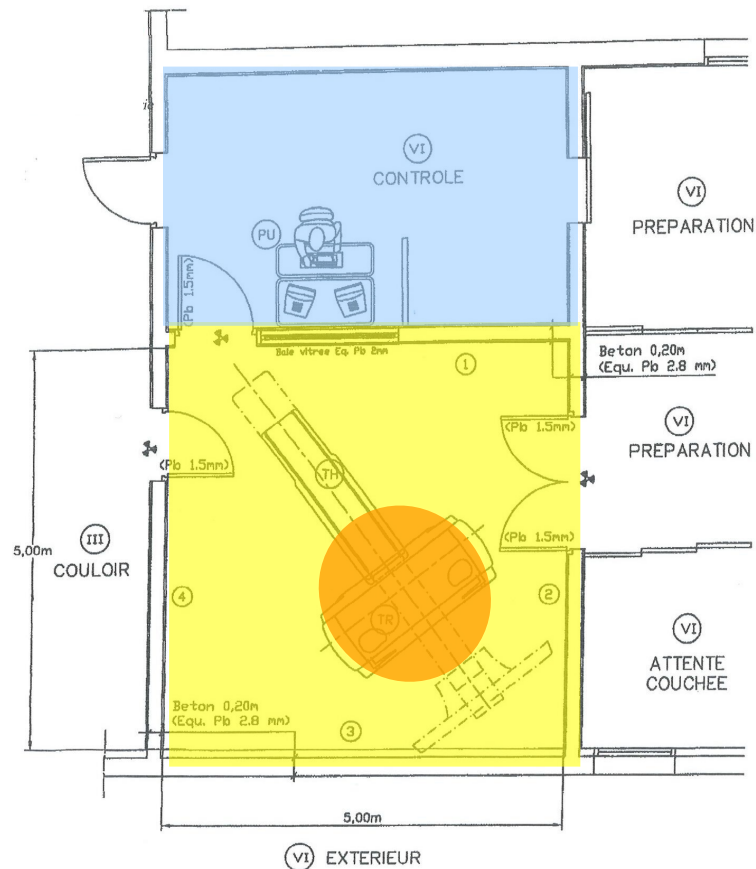 VI
CONTROLE
VI
PREPARATION
PU
(Pb 1.5mm)
Baie vitree Eq. Pb 2mm
1
Beton 0,20m
(Equ. Pb 2.8 mm)
(Pb 1.5mm)
VI
PREPARATION
(Pb 1.5mm)
TH
III
COULOIR
5,00m
(Pb 1.5mm)
4
2
TR
VI
ATTENTE
COUCHEE
Beton 0,20m
(Equ. Pb 2.8 mm)
3
5,00m
VI EXTERIEUR